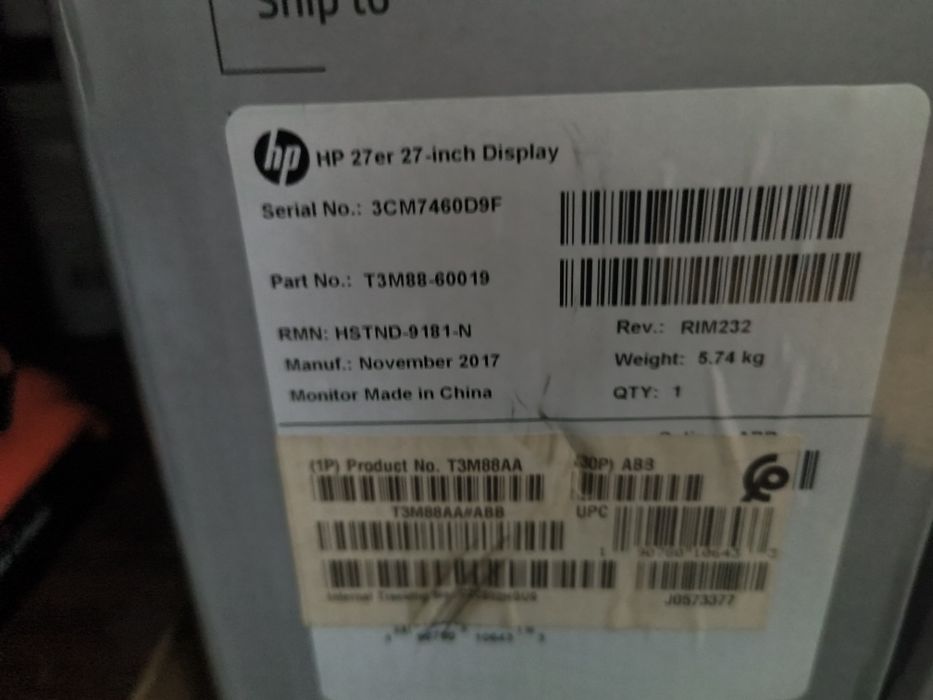 Ship to
hp HP 27er 27-inch Display
Serial No.: 3CM7460D9F
Part No.: T3M88-60019
RMN: HSTND-9181-N Rev.: RIM232
Manuf.: November 2017 Weight: 5.74 kg
Monitor Made in China QTY: 1
(1P) Product No. T3M88AA
T3M88AA#ABB UPC
J0573377